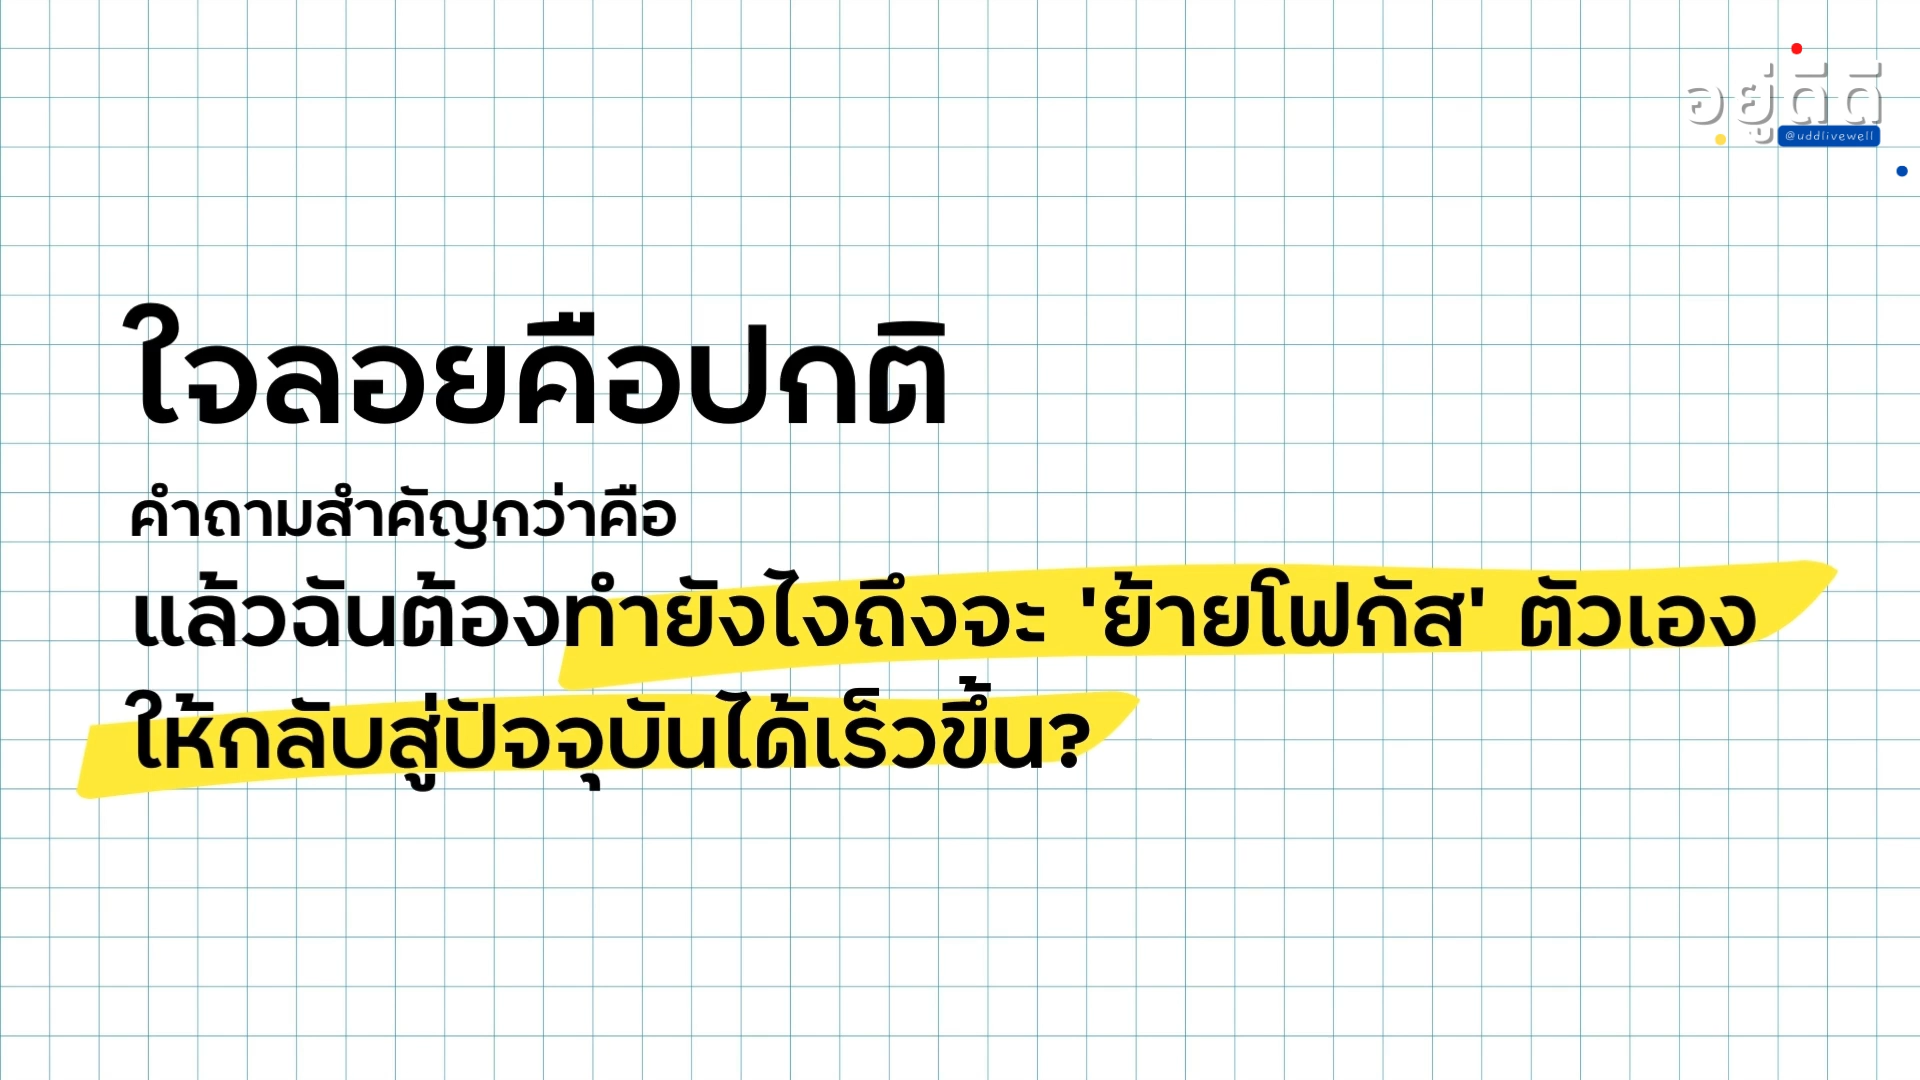 อยู่ดีดี
@uddlivewell
ใจลอยคือปกติ
คำถามสำคัญกว่าคือ
แล้วฉันต้องทำยังไงถึงจะ 'ย้ายโฟกัส' ตัวเอง
ให้กลับสู่ปัจจุบันได้เร็วขึ้น?